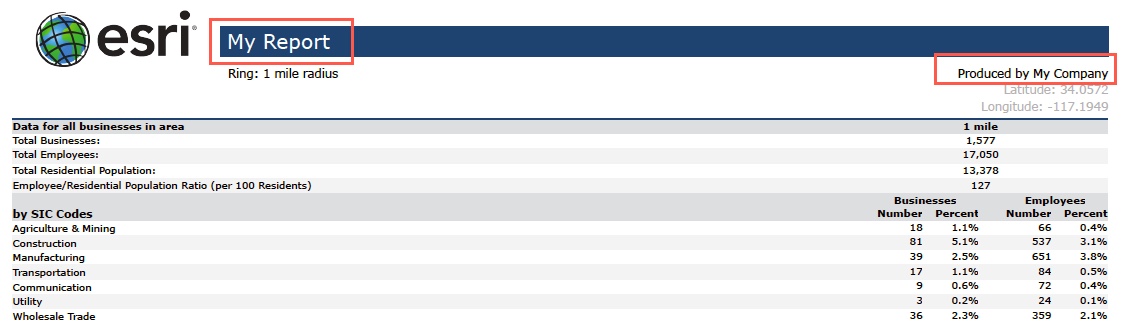 esri
My Report
Ring: 1 mile radius
Produced by My Company
Latitude: 34.0572
Longitude: -117.1949
Data for all businesses in area 1 mile
Total Businesses: 1,577
Total Employees: 17,050
Total Residential Population: 13,378
Employee/Residential Population Ratio (per 100 Residents) 127
Businesses Employees
by SIC Codes Number Percent Number Percent
Agriculture & Mining 18 1.1% 66 0.4%
Construction 81 5.1% 537 3.1%
Manufacturing 39 2.5% 651 3.8%
Transportation 17 1.1% 84 0.5%
Communication 9 0.6% 72 0.4%
Utility 3 0.2% 24 0.1%
Wholesale Trade 36 2.3% 359 2.1%